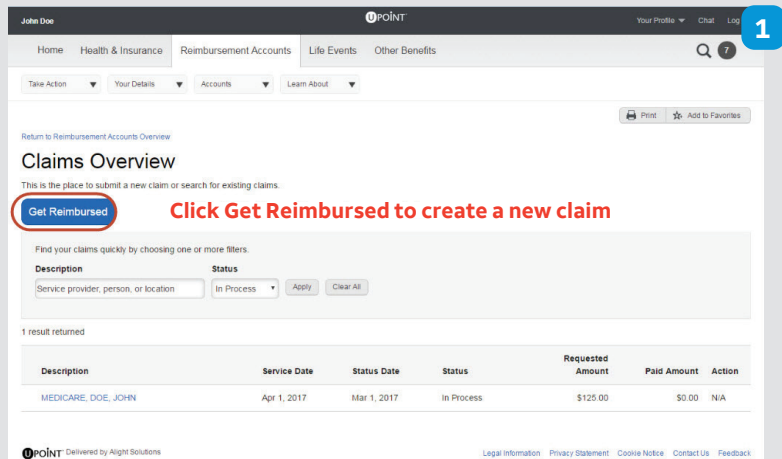 John Doe UPOINT Your Profile Chat Log
1
Home Health & Insurance Reimbursement Accounts Life Events Other Benefits 7
Take Action Your Details Accounts Learn About
Print Add to Favorites
Return to Reimbursement Accounts Overview
Claims Overview
This is the place to submit a new claim or search for existing claims.
Get Reimbursed Click Get Reimbursed to create a new claim
Find your claims quickly by choosing one or more filters.
Description Status
Service provider, person, or location In Process Apply Clear All
1 result returned
Requested
Description Service Date Status Date Status Amount Paid Amount Action
MEDICARE, DOE, JOHN Apr 1, 2017 Mar 1, 2017 In Process $125.00 $0.00 N/A
UPOINT Delivered by Alight Solutions Legal Information Privacy Statement Cookie Notice Contact Us Feedback